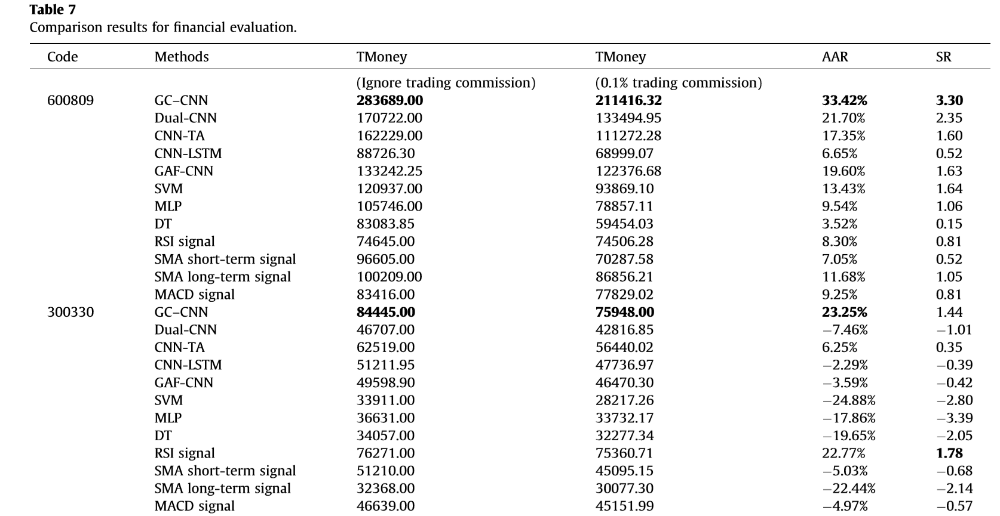 Table 7
Comparison results for financial evaluation.
Code Methods TMoney TMoney AAR SR
(Ignore trading commission) (0.1% trading commission)
600809 GC–CNN 283689.00 211416.32 33.42% 3.30
Dual-CNN 170722.00 133494.95 21.70% 2.35
CNN-TA 162229.00 111272.28 17.35% 1.60
CNN-LSTM 88726.30 68999.07 6.65% 0.52
GAF-CNN 133242.25 122376.68 19.60% 1.63
SVM 120937.00 93869.10 13.43% 1.64
MLP 105746.00 78857.11 9.54% 1.06
DT 83083.85 59454.03 3.52% 0.15
RSI signal 74645.00 74506.28 8.30% 0.81
SMA short-term signal 96605.00 70287.58 7.05% 0.52
SMA long-term signal 100209.00 86856.21 11.68% 1.05
MACD signal 83416.00 77829.02 9.25% 0.81
300330 GC–CNN 84445.00 75948.00 23.25% 1.44
Dual-CNN 46707.00 42816.85 −7.46% −1.01
CNN-TA 62519.00 56440.02 6.25% 0.35
CNN-LSTM 51211.95 47736.97 −2.29% −0.39
GAF-CNN 49598.90 46470.30 −3.59% −0.42
SVM 33911.00 28217.26 −24.88% −2.80
MLP 36631.00 33732.17 −17.86% −3.39
DT 34057.00 32277.34 −19.65% −2.05
RSI signal 76271.00 75360.71 22.77% 1.78
SMA short-term signal 51210.00 45095.15 −5.03% −0.68
SMA long-term signal 32368.00 30077.30 −22.44% −2.14
MACD signal 46639.00 45151.99 −4.97% −0.57